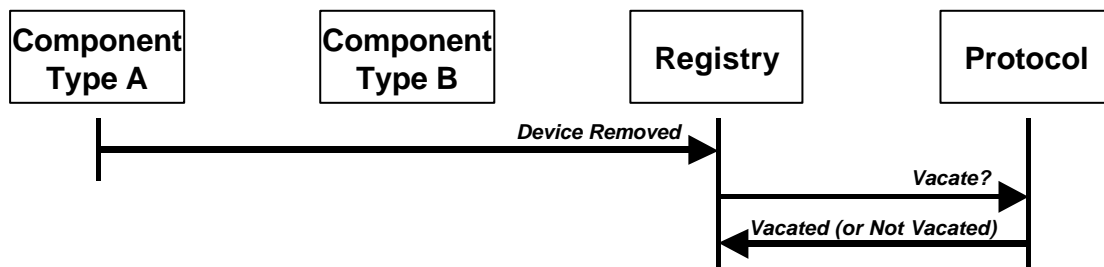 Component
Type A
Component
Type B
Registry
Protocol
Device Removed
Vacate?
Vacated (or Not Vacated)